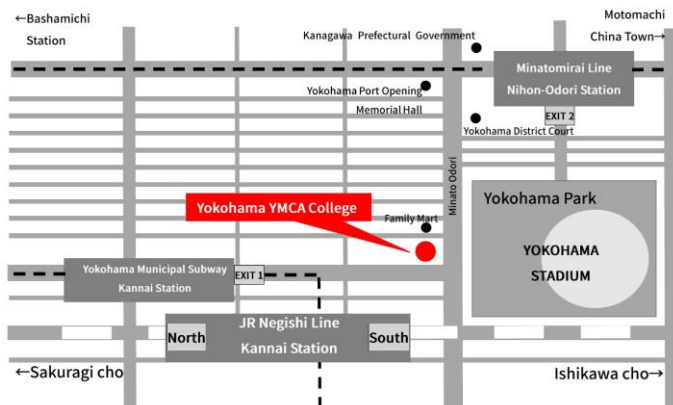 ←Bashamichi
Station
Motomachi
China Town→
Kanagawa Prefectural Government
Minatomirai Line
Nihon-Odori Station
Yokohama Port Opening
Memorial Hall
EXIT 2
Yokohama District Court
Minato Odori
Yokohama Park
Yokohama YMCA College
Family Mart
YOKOHAMA
STADIUM
Yokohama Municipal Subway
Kannai Station
EXIT 1
JR Negishi Line
Kannai Station
North
South
←Sakuragi cho
Ishikawa cho→